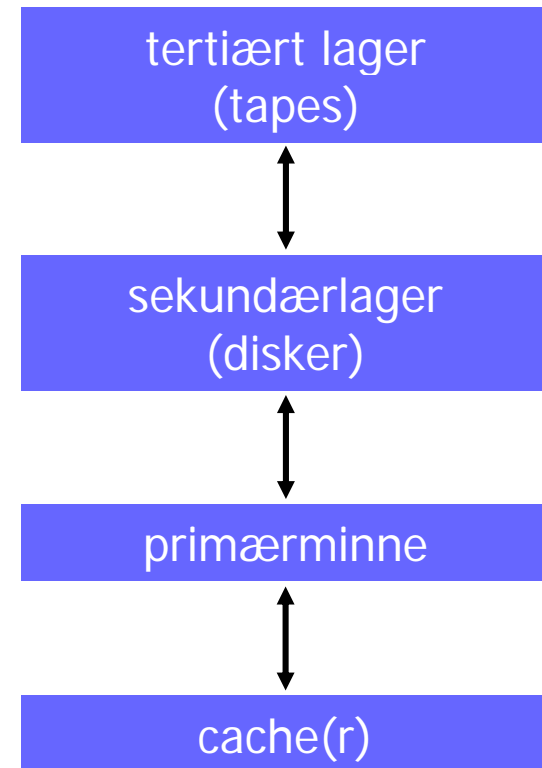 tertiært lager
(tapes)
sekundærlager
(disker)
primærminne
cache(r)